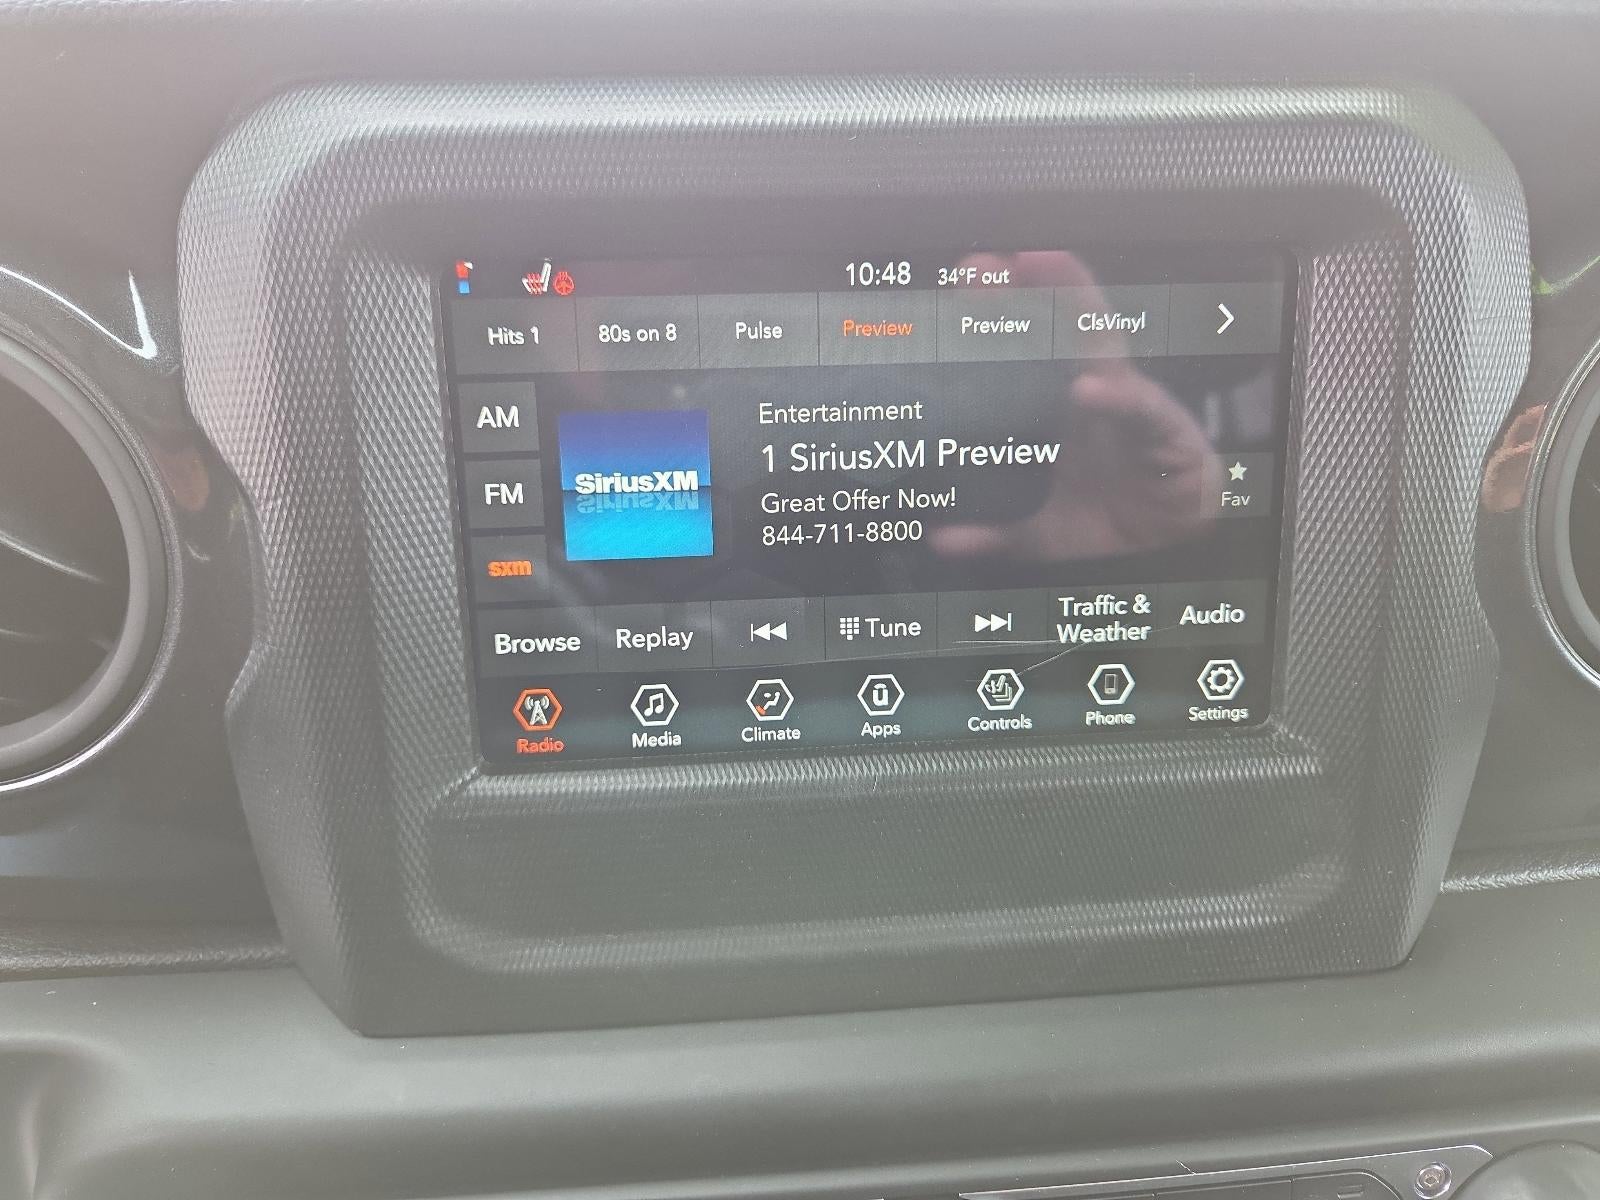 10:48 34°F out
Hits 1 80s on 8 Pulse Preview Preview ClsVinyl
AM
FM
sxm
SiriusXM
Entertainment
1 SiriusXM Preview
Great Offer Now!
844-711-8800
Fav
Browse Replay Tune Traffic & Weather Audio
Radio Media Climate Apps Controls Phone Settings